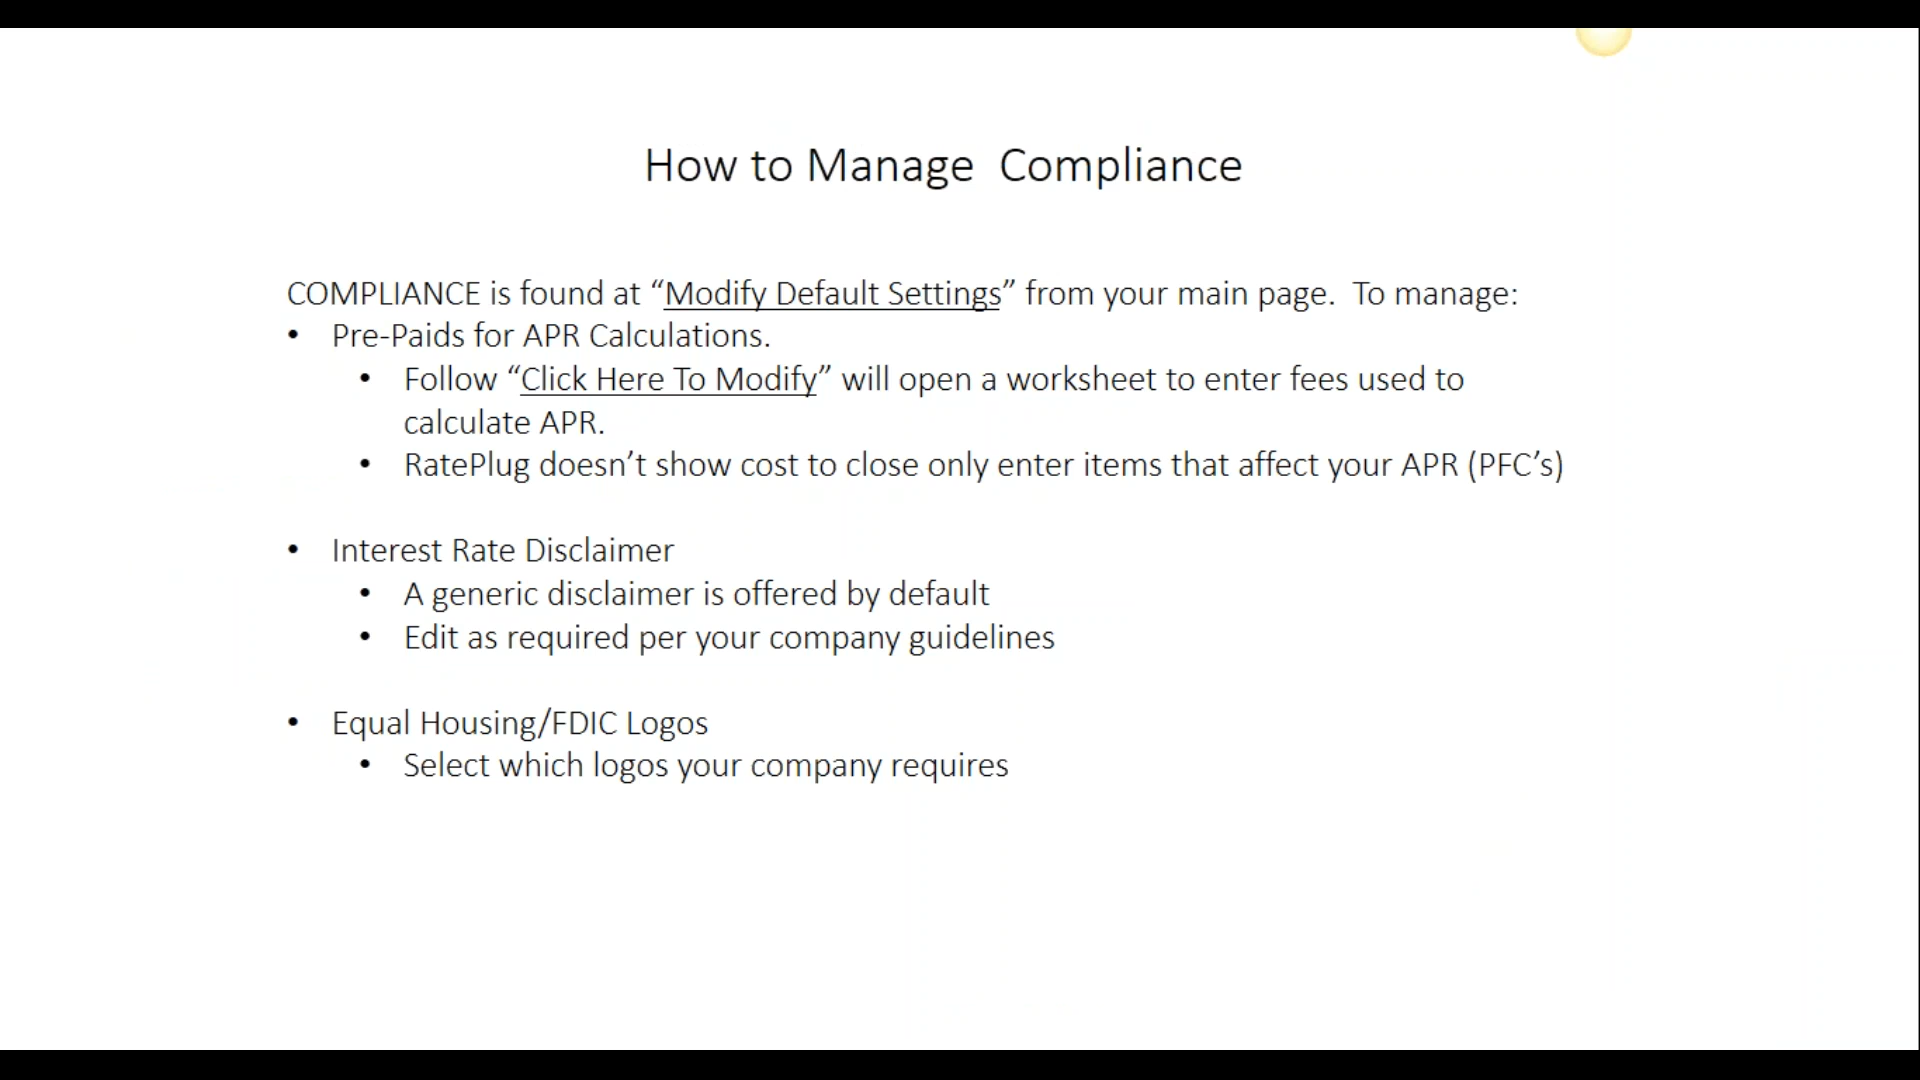 How to Manage  Compliance
COMPLIANCE is found at “Modify Default Settings” from your main page.  To manage:
• Pre-Paids for APR Calculations.
• Follow “Click Here To Modify” will open a worksheet to enter fees used to
calculate APR.
• RatePlug doesn’t show cost to close only enter items that affect your APR (PFC’s)
• Interest Rate Disclaimer
• A generic disclaimer is offered by default
• Edit as required per your company guidelines
• Equal Housing/FDIC Logos
• Select which logos your company requires